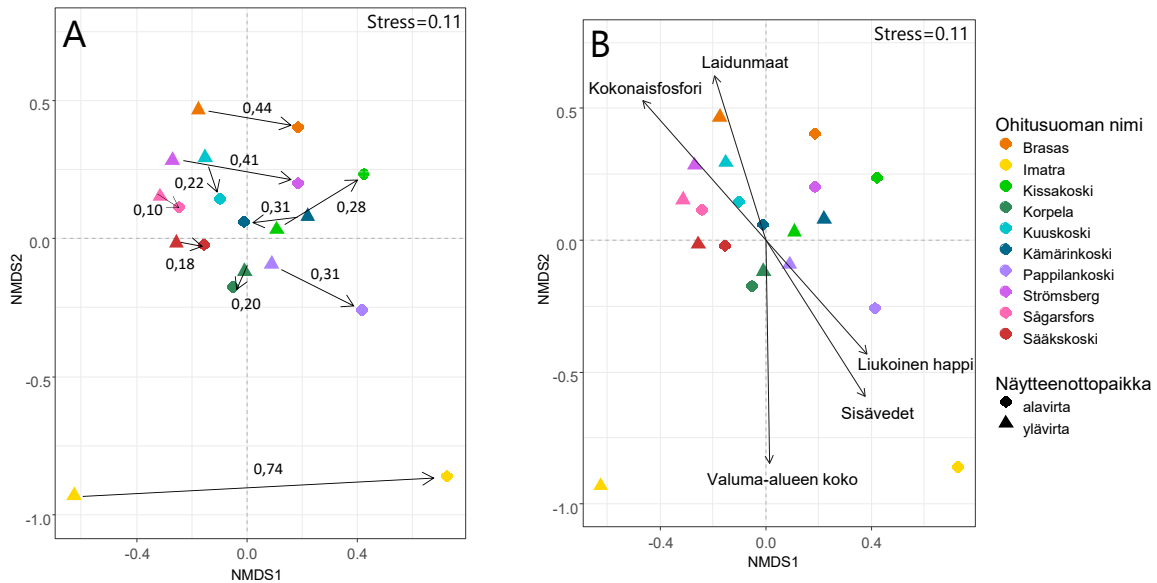 A
Stress=0.11
0,44
0,41
0,22
0,10
0,31
0,28
0,18
0,20
0,31
0,74
0.5
0.0
-0.5
-1.0
NMDS2
-0.4
0.0
0.4
NMDS1
B
Stress=0.11
Laidunmaat
Kokonaisfosfori
Liukoinen happi
Sisävedet
Valuma-alueen koko
0.5
0.0
-0.5
-1.0
NMDS2
-0.4
0.0
0.4
NMDS1
Ohitusuoman nimi
Brasas
Imatra
Kissakoski
Korpela
Kuuskoski
Kämärinkoski
Pappilankoski
Strömsberg
Sågarsfors
Sääkskoski
Näytteenottopaikka
alavirta
ylävirta